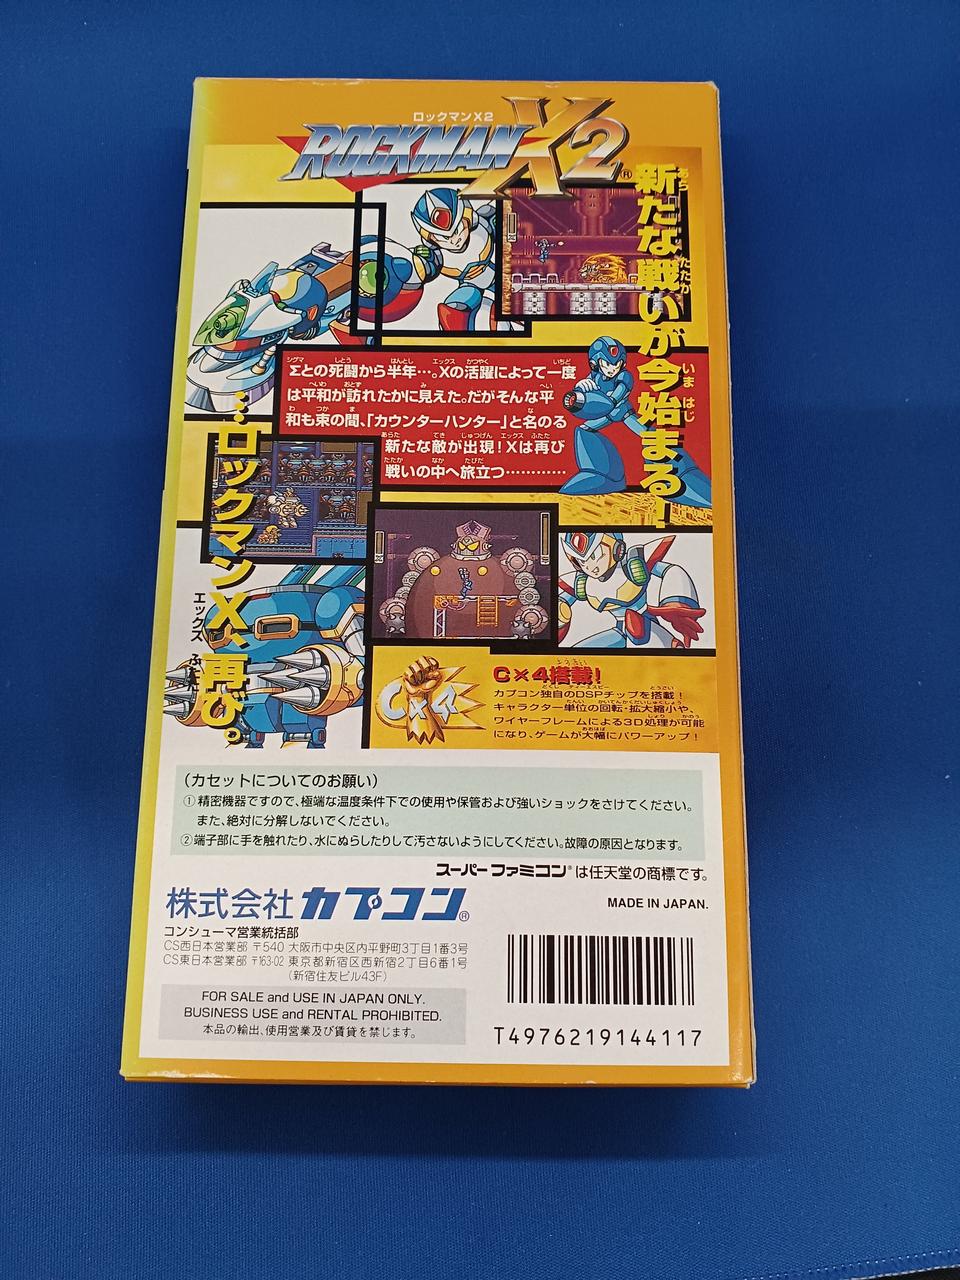 ロックマンX2
ROCKMAN X2®
新たな戦いが今始まる!
Σとの死闘から半年…。Xの活躍によって一度
は平和が訪れたかに見えた。だがそんな平
和も束の間、「カウンターハンター」と名のる
新たな敵が出現!Xは再び
戦いの中へ旅立つ…………
…ロックマンX、再び。
C×4
C×4搭載!
カプコン独自のDSPチップを搭載!
キャラクター単位の回転・拡大縮小や、
ワイヤーフレームによる3D処理が可能
になり、ゲームが大幅にパワーアップ!
(カセットについてのお願い)
①精密機器ですので、極端な温度条件下での使用や保管および強いショックをさけてください。
また、絶対に分解しないでください。
②端子部に手を触れたり、水にぬらしたりして汚さないようにしてください。故障の原因となります。
スーパーファミコン®は任天堂の商標です。
株式会社カプコン®
MADE IN JAPAN.
コンシューマ営業統括部
CS西日本営業部 〒540 大阪市中央区内平野町3丁目1番3号
CS東日本営業部 〒163-02 東京都新宿区西新宿2丁目6番1号
(新宿住友ビル43F)
FOR SALE and USE IN JAPAN ONLY.
BUSINESS USE and RENTAL PROHIBITED.
本品の輸出、使用営業及び賃貸を禁じます。
T4976219144117